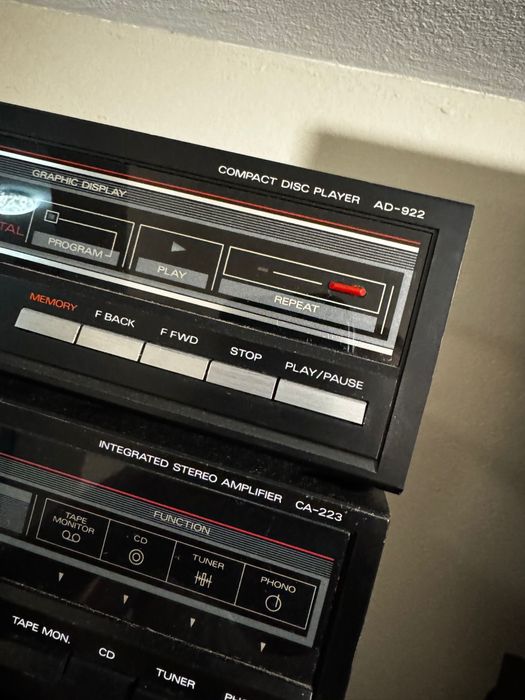 COMPACT DISC PLAYER AD-922
GRAPHIC DISPLAY
PROGRAM
PLAY
REPEAT
MEMORY
F BACK
F FWD
STOP
PLAY/PAUSE
INTEGRATED STEREO AMPLIFIER CA-223
FUNCTION
TAPE
MONITOR
CD
TUNER
PHONO
TAPE MON.
CD
TUNER